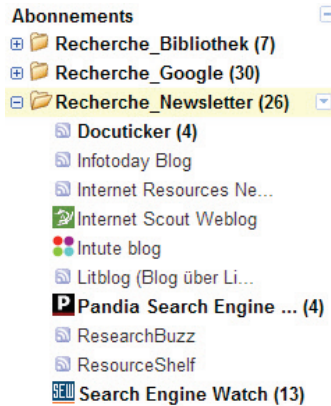 Abonnements
Recherche_Bibliothek (7)
Recherche_Google (30)
Recherche_Newsletter (26)
Docuticker (4)
Infotoday Blog
Internet Resources Ne...
Internet Scout Weblog
Intute blog
Litblog (Blog über Li...
P Pandia Search Engine ... (4)
ResearchBuzz
ResourceShelf
SEW Search Engine Watch (13)